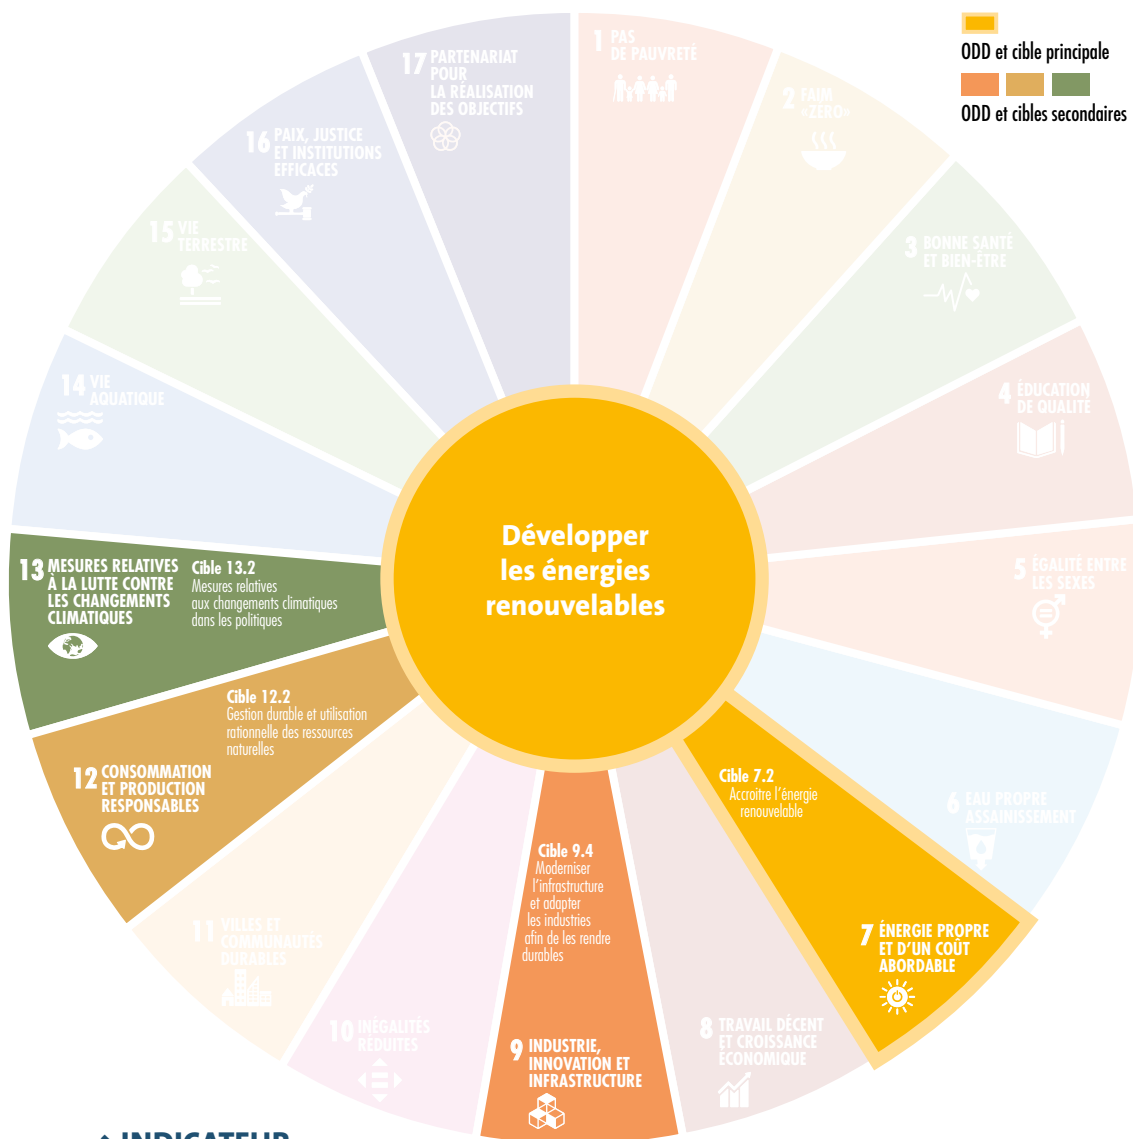 ODD et cible principale
ODD et cibles secondaires
1 PAS
DE PAUVRETÉ
2 FAIM
«ZÉRO»
3 BONNE SANTÉ
ET BIEN-ÊTRE
4 ÉDUCATION
DE QUALITÉ
5 ÉGALITÉ ENTRE
LES SEXES
6 EAU PROPRE
ASSAINISSEMENT
Cible 7.2
Accroitre l'énergie
renouvelable
7 ÉNERGIE PROPRE
ET D'UN COÛT
ABORDABLE
8 TRAVAIL DÉCENT
ET CROISSANCE
ÉCONOMIQUE
Cible 9.4
Moderniser
l'infrastructure
et adapter
les industries
afin de les rendre
durables
9 INDUSTRIE,
INNOVATION ET
INFRASTRUCTURE
10 INÉGALITÉS
RÉDUITES
11 VILLES ET
COMMUNAUTÉS
DURABLES
Cible 12.2
Gestion durable et utilisation
rationnelle des ressources
naturelles
12 CONSOMMATION
ET PRODUCTION
RESPONSABLES
13 MESURES RELATIVES
À LA LUTTE CONTRE
LES CHANGEMENTS
CLIMATIQUES
Cible 13.2
Mesures relatives
aux changements climatiques
dans les politiques
14 VIE
AQUATIQUE
15 VIE
TERRESTRE
16 PAIX, JUSTICE
ET INSTITUTIONS
EFFICACES
17 PARTENARIAT
POUR
LA RÉALISATION
DES OBJECTIFS
Développer
les énergies
renouvelables
INDICATEUR